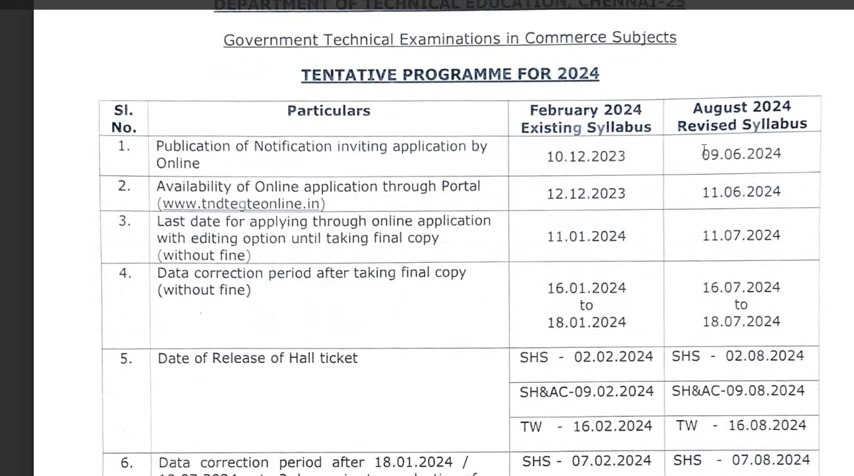 DEPARTMENT OF TECHNICAL EDUCATION, CHENNAI-25
Government Technical Examinations in Commerce Subjects
TENTATIVE PROGRAMME FOR 2024
Sl. No. Particulars February 2024 Existing Syllabus August 2024 Revised Syllabus
1. Publication of Notification inviting application by Online 10.12.2023 09.06.2024
2. Availability of Online application through Portal (www.tndtegteonline.in) 12.12.2023 11.06.2024
3. Last date for applying through online application with editing option until taking final copy (without fine) 11.01.2024 11.07.2024
4. Data correction period after taking final copy (without fine) 16.01.2024 to 18.01.2024 16.07.2024 to 18.07.2024
5. Date of Release of Hall ticket SHS - 02.02.2024 SHS - 02.08.2024
SH&AC-09.02.2024 SH&AC-09.08.2024
TW - 16.02.2024 TW - 16.08.2024
6. Data correction period after 18.01.2024 / SHS - 07.02.2024 SHS - 07.08.2024